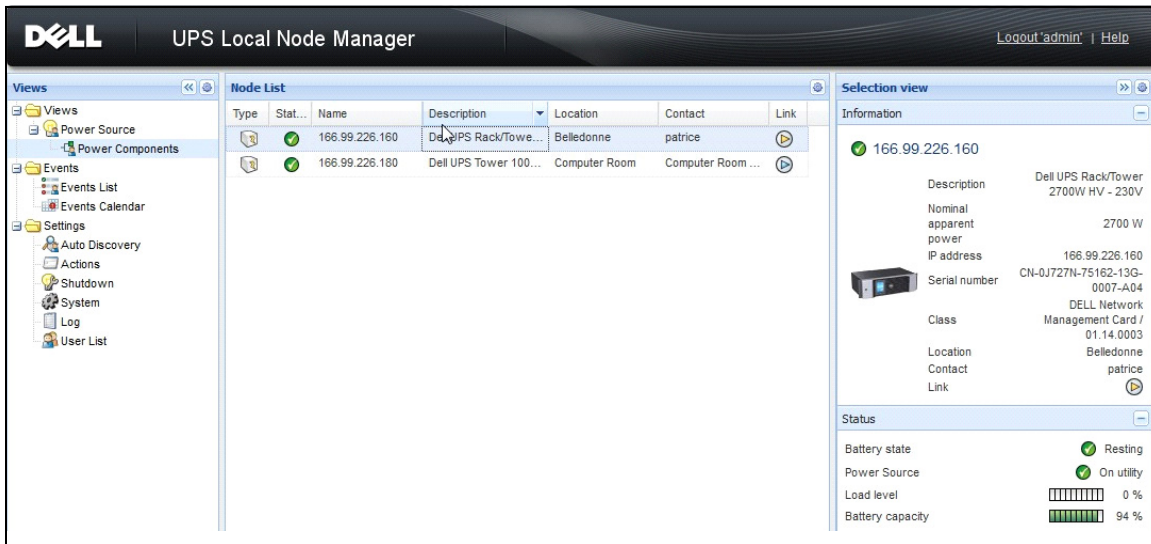 DELL
UPS Local Node Manager
Logout 'admin' | Help
Views
Views
Power Source
Power Components
Events
Events List
Events Calendar
Settings
Auto Discovery
Actions
Shutdown
System
Log
User List
Node List
Type Stat... Name Description Location Contact Link
166.99.226.160 Dell UPS Rack/Towe... Belledonne patrice
166.99.226.180 Dell UPS Tower 100... Computer Room Computer Room ...
Selection view
Information
166.99.226.160
Description Dell UPS Rack/Tower
2700W HV - 230V
Nominal
apparent 2700 W
power
IP address 166.99.226.160
Serial number CN-0J727N-75162-13G-
0007-A04
DELL Network
Class Management Card /
01.14.0003
Location Belledonne
Contact patrice
Link
Status
Battery state Resting
Power Source On utility
Load level 0 %
Battery capacity 94 %